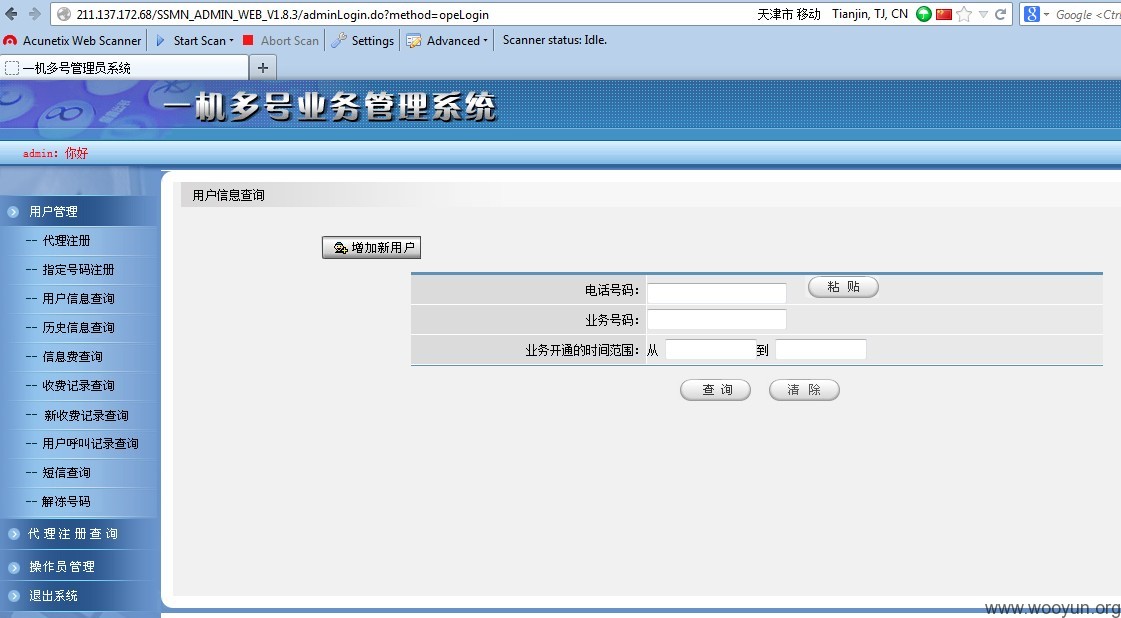 211.137.172.68/SSMN_ADMIN_WEB_V1.8.3/adminLogin.do?method=opeLogin 天津市 移动 Tianjin, TJ, CN Google <Ctr
Acunetix Web Scanner Start Scan Abort Scan Settings Advanced Scanner status: Idle.
一机多号管理员系统
一机多号业务管理系统
admin: 你好
用户信息查询
用户管理
-- 代理注册
-- 指定号码注册
-- 用户信息查询
-- 历史信息查询
-- 信息费查询
-- 收费记录查询
-- 新收费记录查询
-- 用户呼叫记录查询
-- 短信查询
-- 解冻号码
代理注册查询
操作员管理
退出系统
增加新用户
电话号码: 粘 贴
业务号码:
业务开通的时间范围: 从 到
查 询 清 除
www.wooyun.org